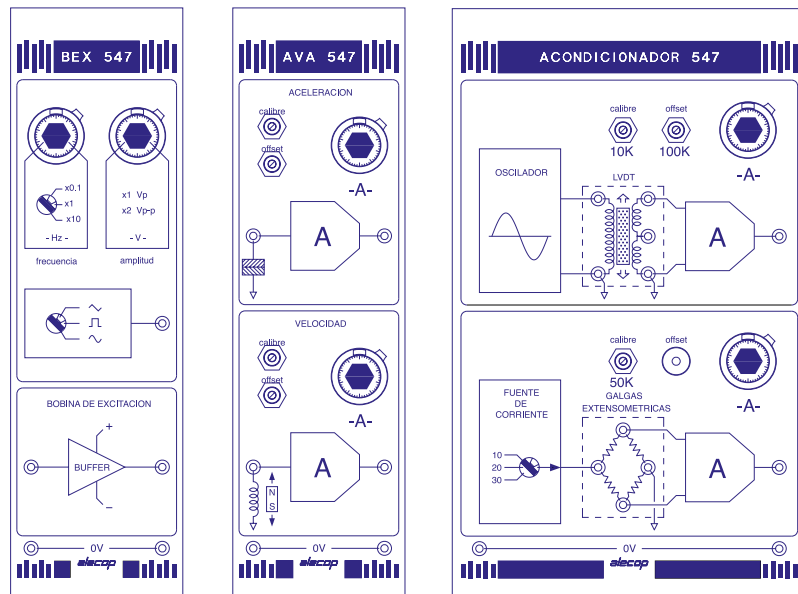 BEX 547
x0.1
x1
x10
- Hz -
frecuencia
x1 Vp
x2 Vp-p
- V -
amplitud
BOBINA DE EXCITACION
+
BUFFER
–
0V
alecop
AVA 547
ACELERACION
calibre
offset
-A-
A
VELOCIDAD
calibre
offset
-A-
A
N
S
0V
alecop
ACONDICIONADOR 547
calibre
10K
offset
100K
-A-
OSCILADOR
LVDT
A
calibre
50K
offset
-A-
FUENTE
DE
CORRIENTE
10
20
30
GALGAS
EXTENSOMETRICAS
A
0V
alecop